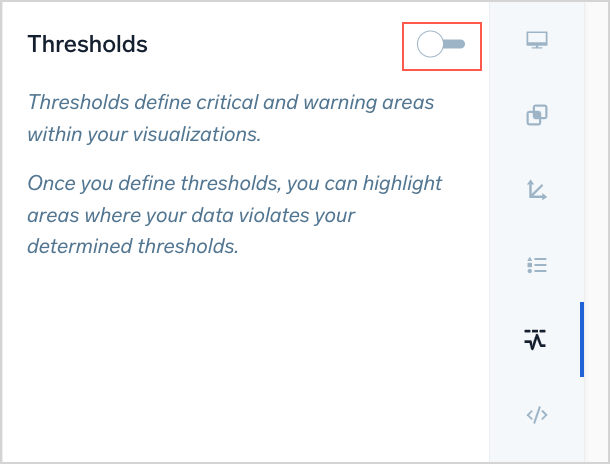 Thresholds
Thresholds define critical and warning areas
within your visualizations.
Once you define thresholds, you can highlight
areas where your data violates your
determined thresholds.